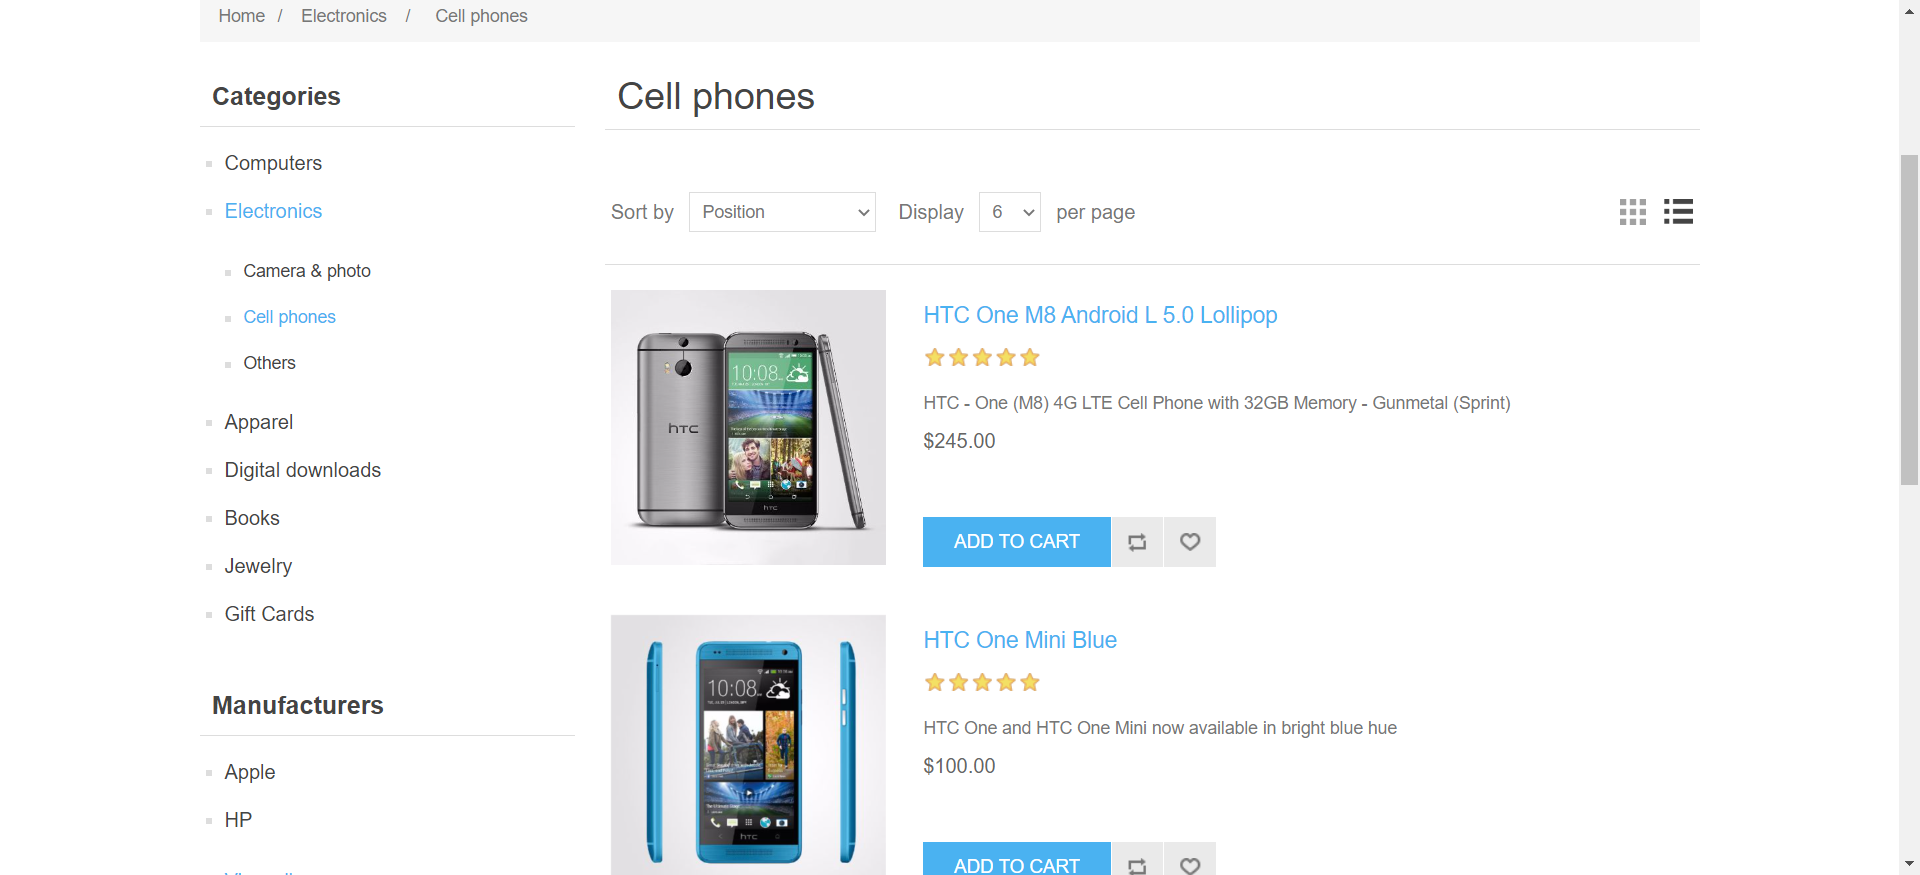 Home / Electronics / Cell phones
Categories
Computers
Electronics
Camera & photo
Cell phones
Others
Apparel
Digital downloads
Books
Jewelry
Gift Cards
Manufacturers
Apple
HP
Cell phones
Sort by Position Display 6 per page
hTC
10:08
hTC
HTC One M8 Android L 5.0 Lollipop
HTC - One (M8) 4G LTE Cell Phone with 32GB Memory - Gunmetal (Sprint)
$245.00
ADD TO CART
10:08
hTC
HTC One Mini Blue
HTC One and HTC One Mini now available in bright blue hue
$100.00
ADD TO CART